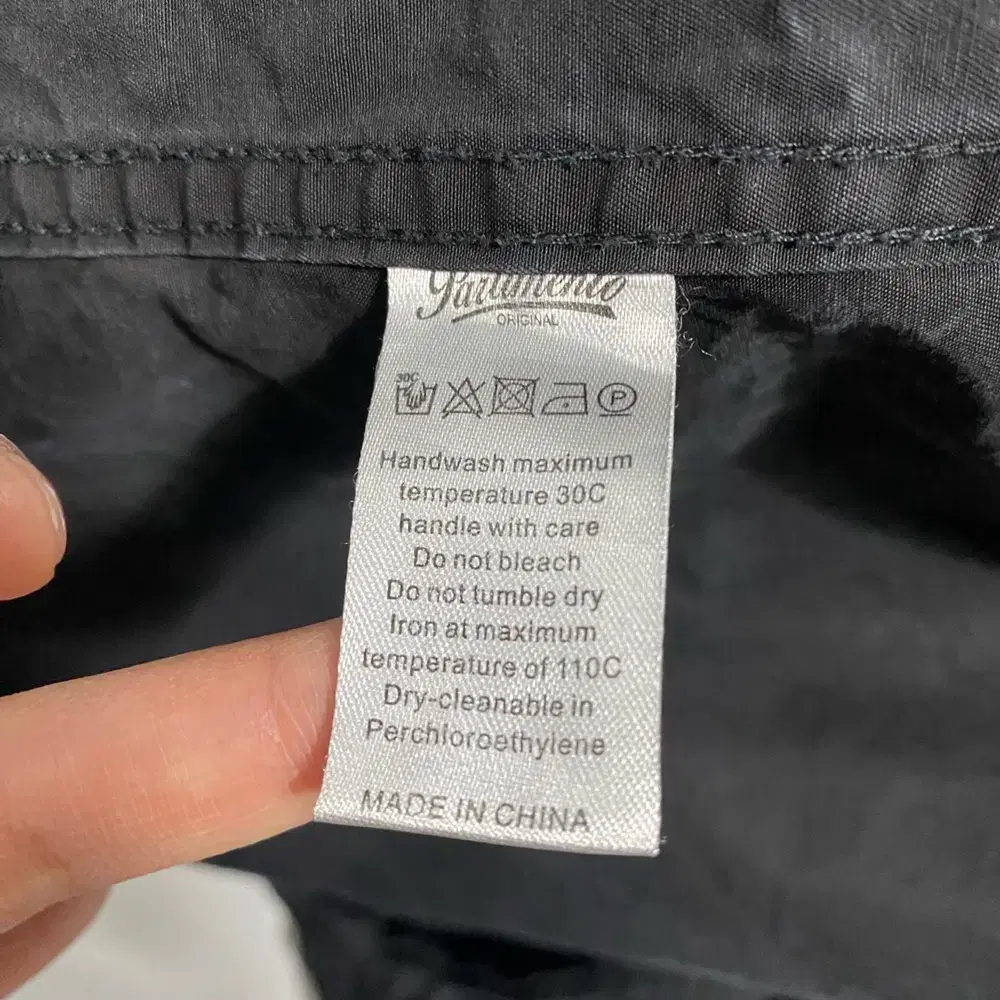 ORIGINAL
30C
P
Handwash maximum
temperature 30C
handle with care
Do not bleach
Do not tumble dry
Iron at maximum
temperature of 110C
Dry-cleanable in
Perchloroethylene
MADE IN CHINA